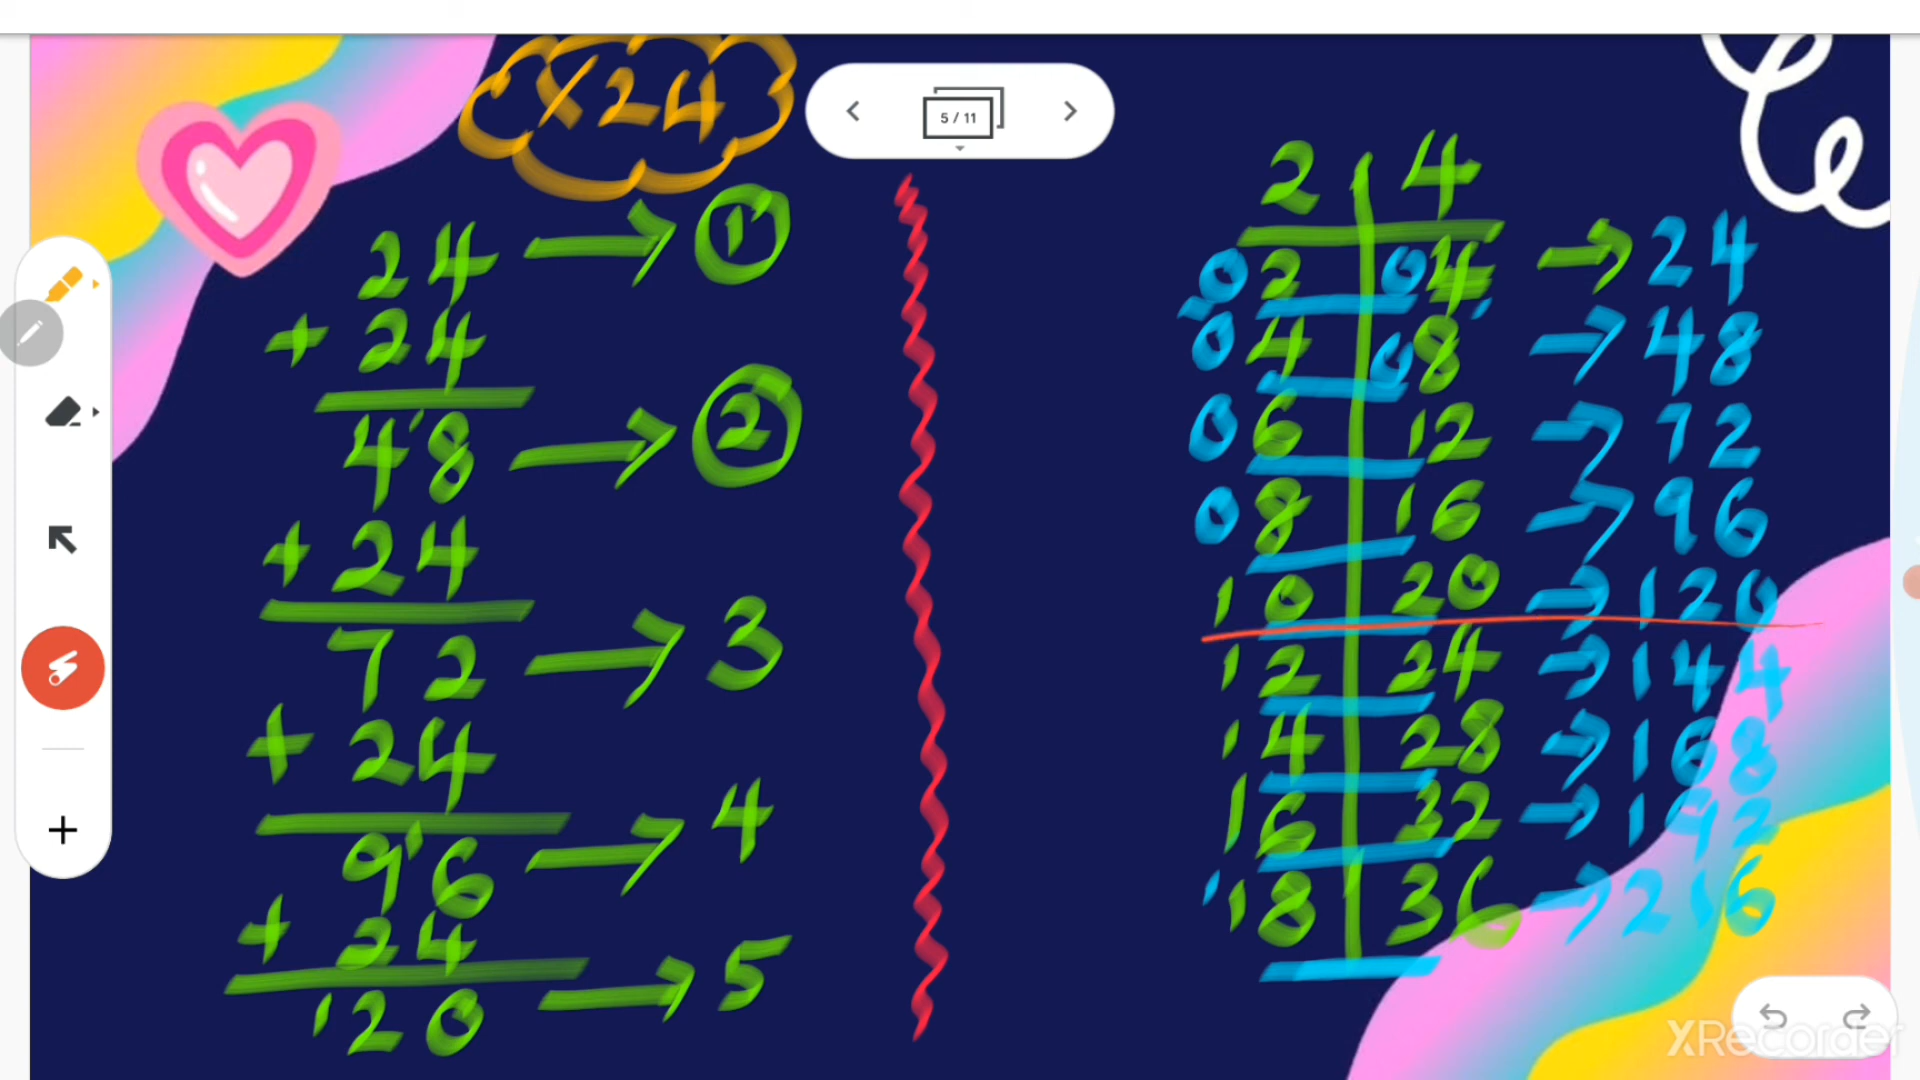 ×24
5 / 11
24 → 1
+ 24
48 → 2
+ 24
72 → 3
+ 24
96 → 4
+ 24
120 → 5
2 | 4
02 | 04 → 24
04 | 08 → 48
06 | 12 → 72
08 | 16 → 96
10 | 20 → 120
12 | 24 → 144
14 | 28 → 168
16 | 32 → 192
18 | 36 → 216
XRecorder